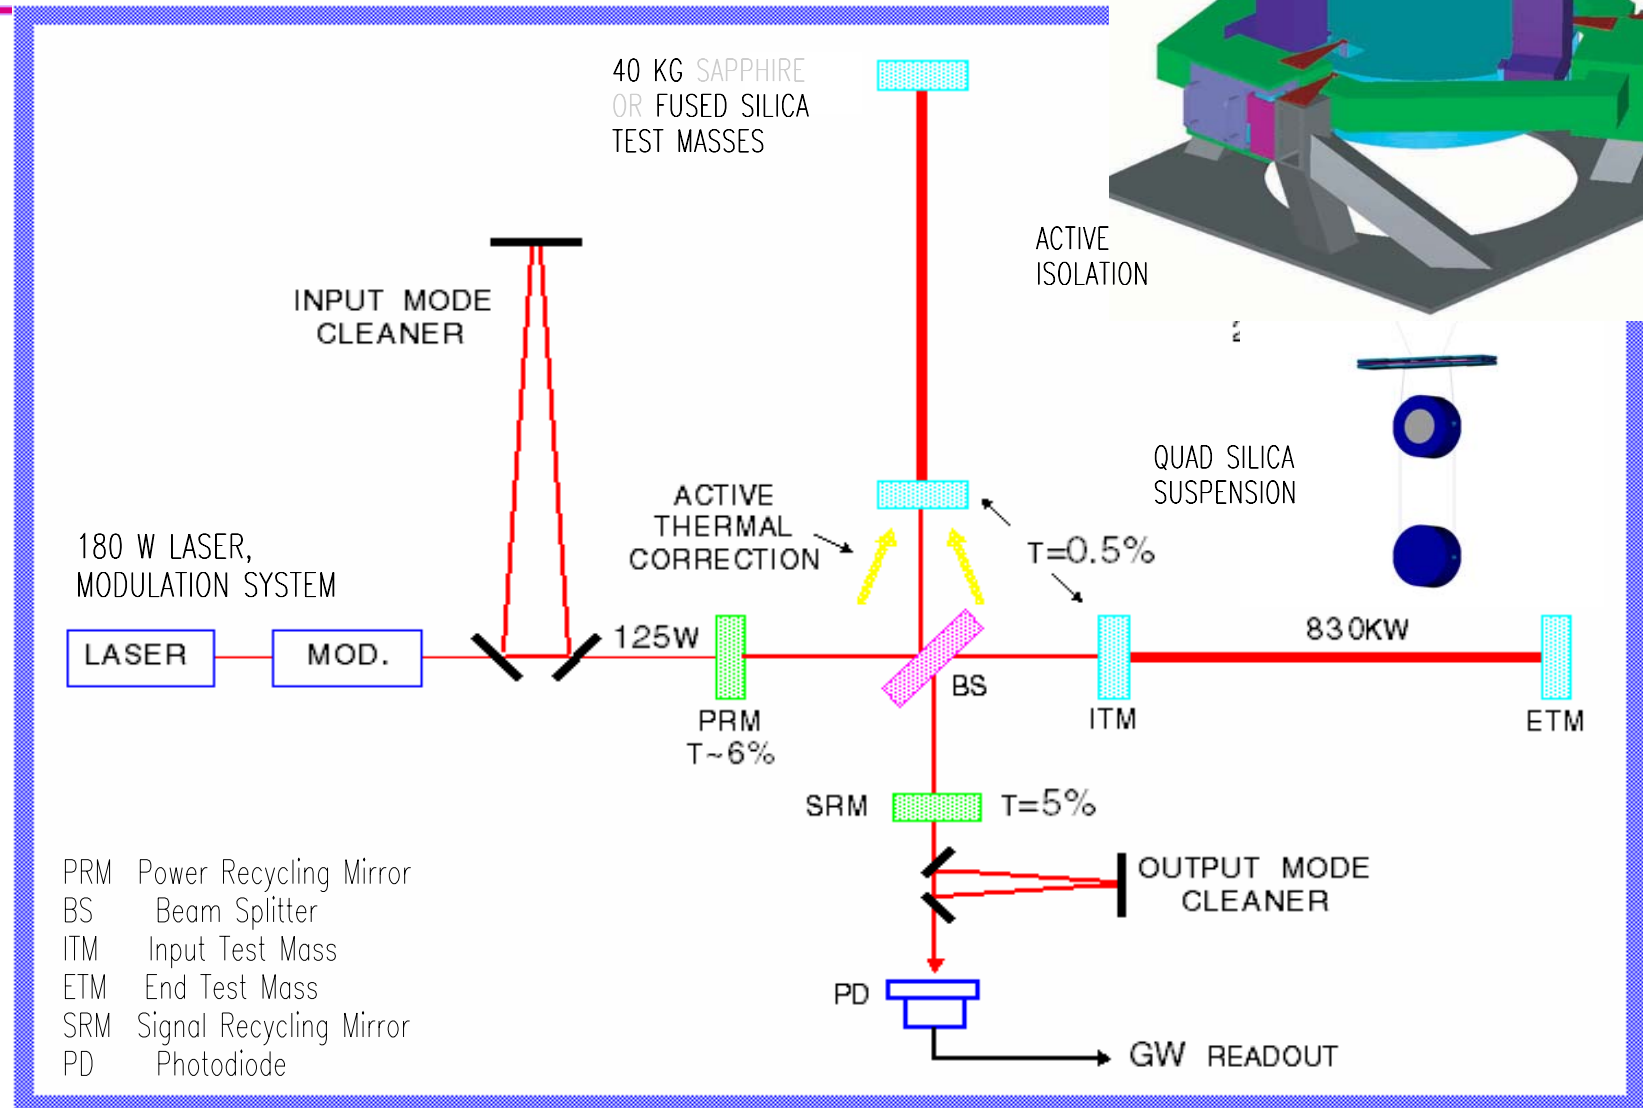 40 KG SAPPHIRE
OR FUSED SILICA
TEST MASSES
ACTIVE
ISOLATION
INPUT MODE
CLEANER
QUAD SILICA
SUSPENSION
ACTIVE
THERMAL
CORRECTION
T=0.5%
180 W LASER,
MODULATION SYSTEM
LASER
MOD.
125W
830KW
BS
PRM
T~6%
ITM
ETM
SRM
T=5%
OUTPUT MODE
CLEANER
PD
GW READOUT
PRM Power Recycling Mirror
BS Beam Splitter
ITM Input Test Mass
ETM End Test Mass
SRM Signal Recycling Mirror
PD Photodiode